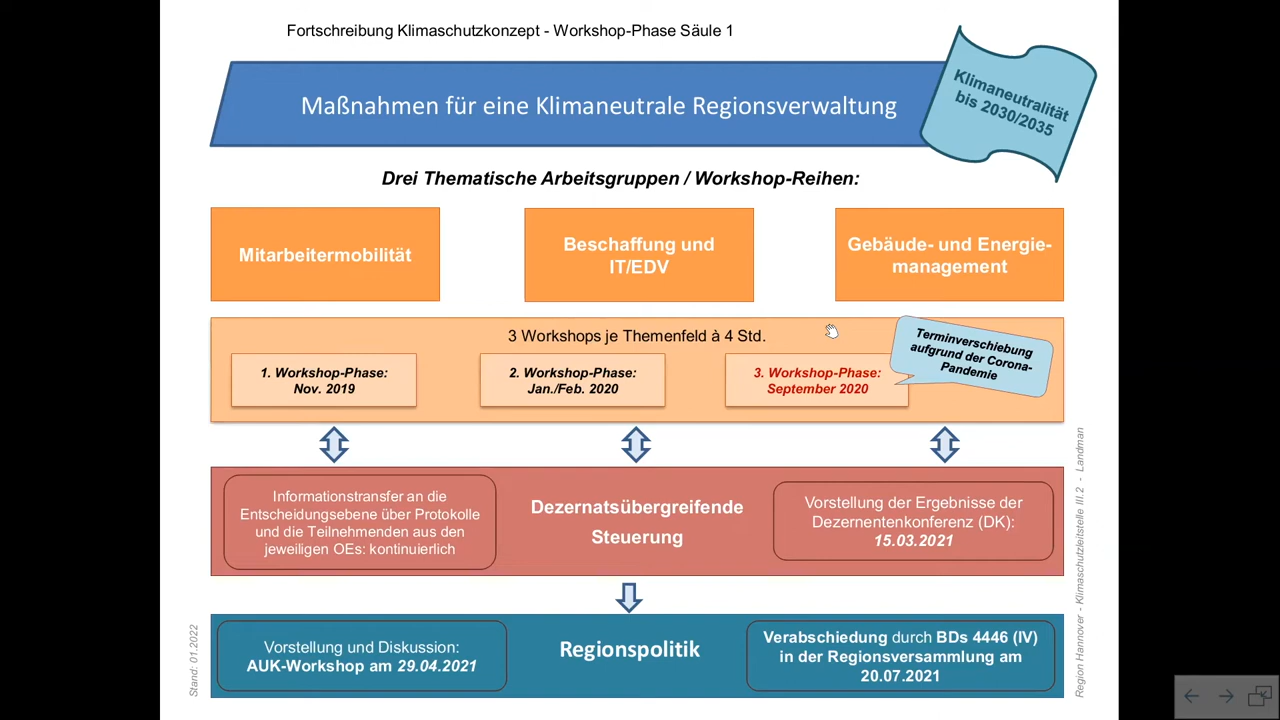 Fortschreibung Klimaschutzkonzept - Workshop-Phase Säule 1
Maßnahmen für eine Klimaneutrale Regionsverwaltung
Klimaneutralität
bis 2030/2035
Drei Thematische Arbeitsgruppen / Workshop-Reihen:
Mitarbeitermobilität
Beschaffung und
IT/EDV
Gebäude- und Energie-
management
3 Workshops je Themenfeld à 4 Std.
1. Workshop-Phase:
Nov. 2019
2. Workshop-Phase:
Jan./Feb. 2020
3. Workshop-Phase:
September 2020
Terminverschiebung
aufgrund der Corona-
Pandemie
Informationstransfer an die
Entscheidungsebene über Protokolle
und die Teilnehmenden aus den
jeweiligen OEs: kontinuierlich
Dezernatsübergreifende
Steuerung
Vorstellung der Ergebnisse der
Dezernentenkonferenz (DK):
15.03.2021
Vorstellung und Diskussion:
AUK-Workshop am 29.04.2021
Regionspolitik
Verabschiedung durch BDs 4446 (IV)
in der Regionsversammlung am
20.07.2021
Stand: 01.2022
Region Hannover - Klimaschutzleitstelle III.2 - Landman